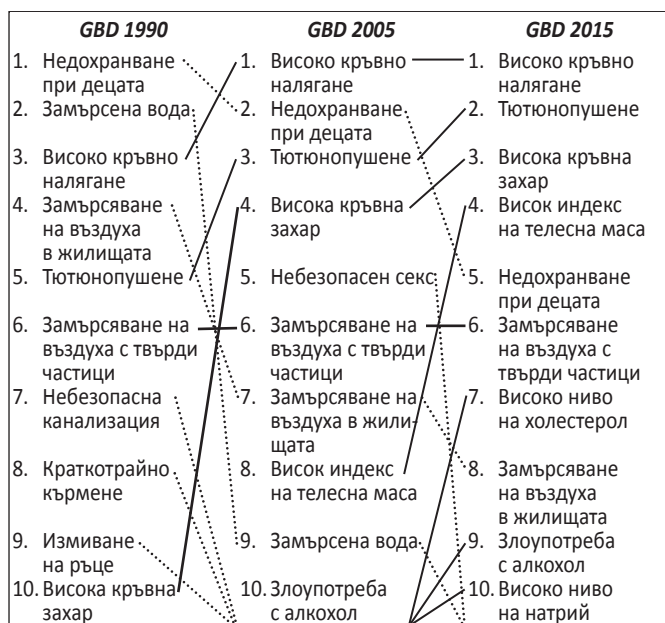 GBD 1990
1. Недохранване
при децата
2. Замърсена вода
3. Високо кръвно
налягане
4. Замърсяване
на въздуха
в жилищата
5. Тютюнопушене
6. Замърсяване на
въздуха с твърди
частици
7. Небезопасна
канализация
8. Краткотрайно
кърмене
9. Измиване
на ръце
10. Висока кръвна
захар
GBD 2005
1. Високо кръвно
налягане
2. Недохранване
при децата
3. Тютюнопушене
4. Висока кръвна
захар
5. Небезопасен секс
6. Замърсяване на
въздуха с твърди
частици
7. Замърсяване на
въздуха в жили-
щата
8. Висок индекс
на телесна маса
9. Замърсена вода
10. Злоупотреба
с алкохол
GBD 2015
1. Високо кръвно
налягане
2. Тютюнопушене
3. Висока кръвна
захар
4. Висок индекс
на телесна маса
5. Недохранване
при децата
6. Замърсяване
на въздуха с
твърди частици
7. Високо ниво
на холестерол
8. Замърсяване
на въздуха
в жилищата
9. Злоупотреба
с алкохол
10. Високо ниво
на натрий